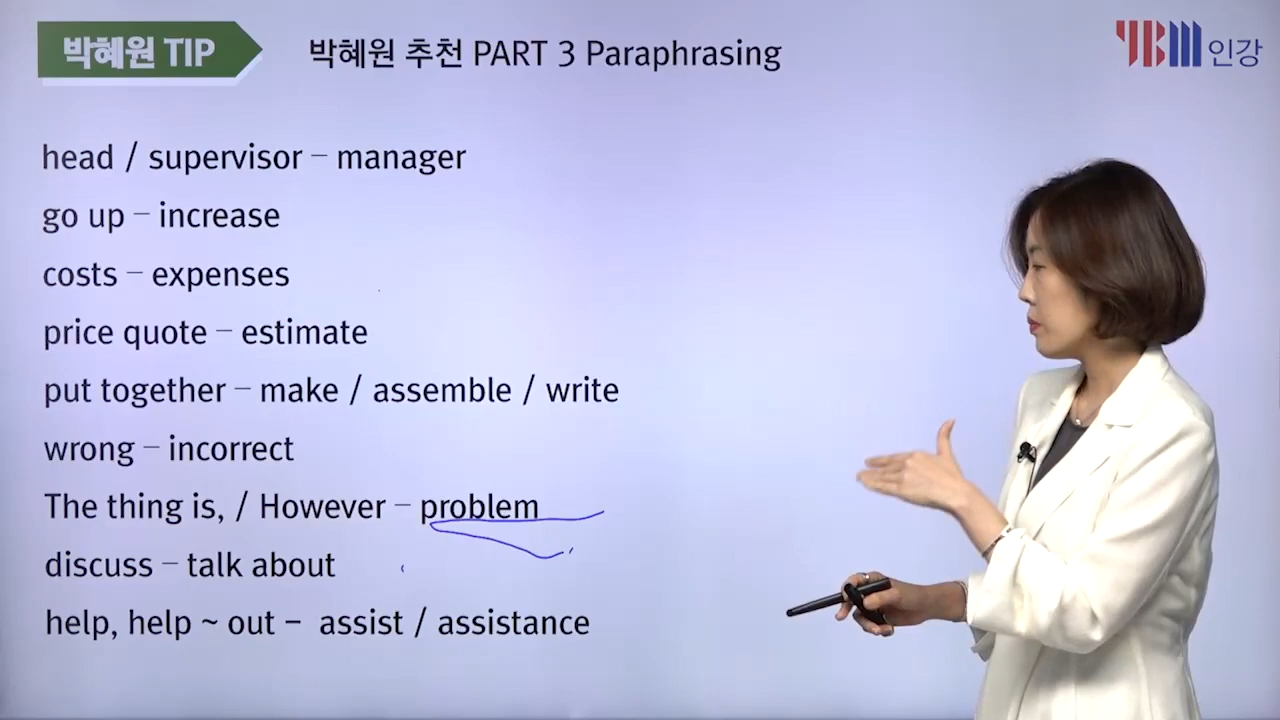 박혜원 TIP
박혜원 추천 PART 3 Paraphrasing
YBM 인강
head / supervisor – manager
go up – increase
costs – expenses
price quote – estimate
put together – make / assemble / write
wrong – incorrect
The thing is, / However – problem
discuss – talk about
help, help ~ out – assist / assistance